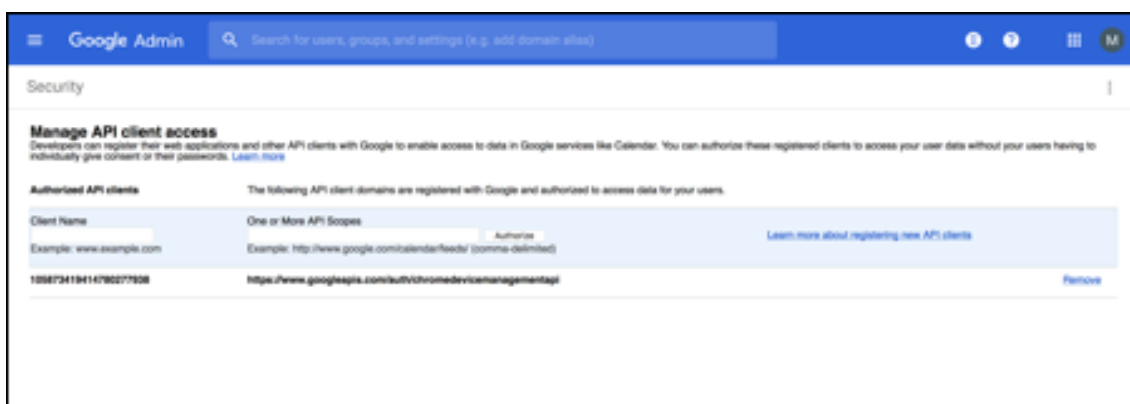 Google Admin
Search for users, groups, and settings (e.g. add domain alias)
M
Security
Manage API client access
Developers can register their web applications and other API clients with Google to enable access to data in Google services like Calendar. You can authorize these registered clients to access your user data without your users having to
individually give consent or their passwords. Learn more
Authorized API clients The following API client domains are registered with Google and authorized to access data for your users.
Client Name One or More API Scopes
Authorize Learn more about registering new API clients
Example: www.example.com Example: http://www.google.com/calendar/feeds/ (comma-delimited)
https://www.googleapis.com/auth/chromedevicemanagementapi Remove